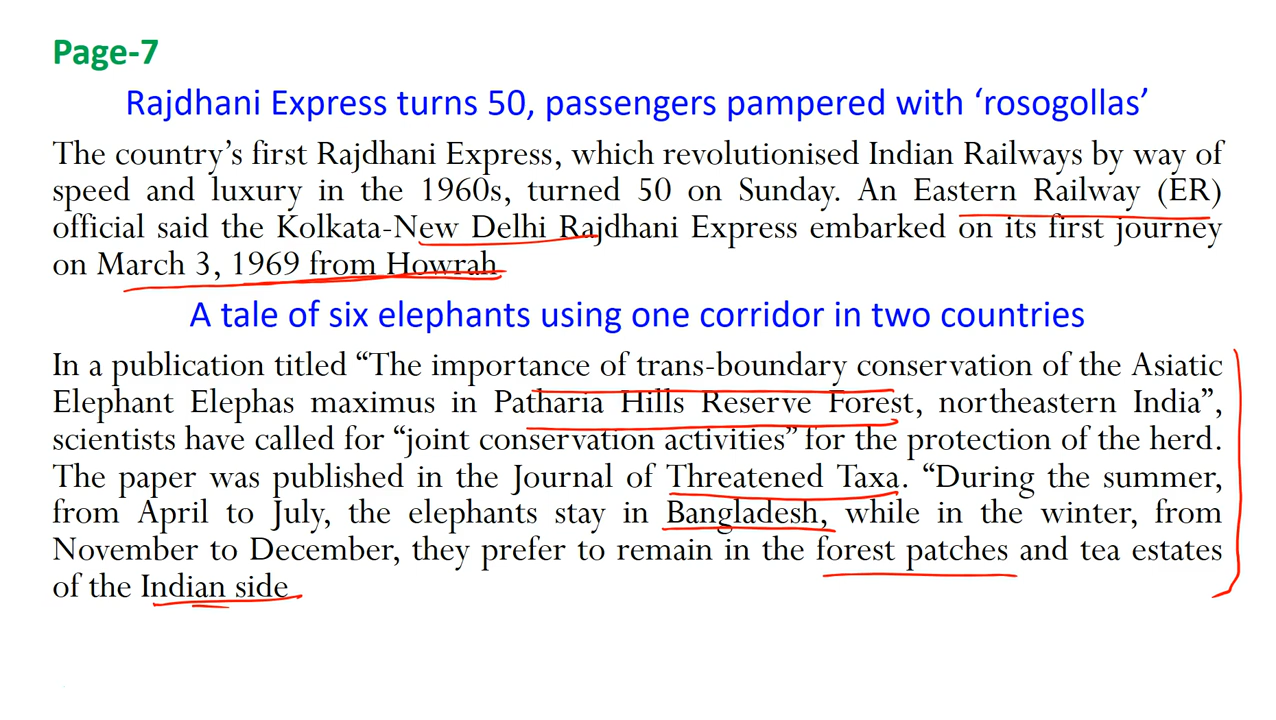 Page-7
Rajdhani Express turns 50, passengers pampered with ‘rosogollas’
The country’s first Rajdhani Express, which revolutionised Indian Railways by way of
speed and luxury in the 1960s, turned 50 on Sunday. An Eastern Railway (ER)
official said the Kolkata-New Delhi Rajdhani Express embarked on its first journey
on March 3, 1969 from Howrah
A tale of six elephants using one corridor in two countries
In a publication titled “The importance of trans-boundary conservation of the Asiatic
Elephant Elephas maximus in Patharia Hills Reserve Forest, northeastern India”,
scientists have called for “joint conservation activities” for the protection of the herd.
The paper was published in the Journal of Threatened Taxa. “During the summer,
from April to July, the elephants stay in Bangladesh, while in the winter, from
November to December, they prefer to remain in the forest patches and tea estates
of the Indian side